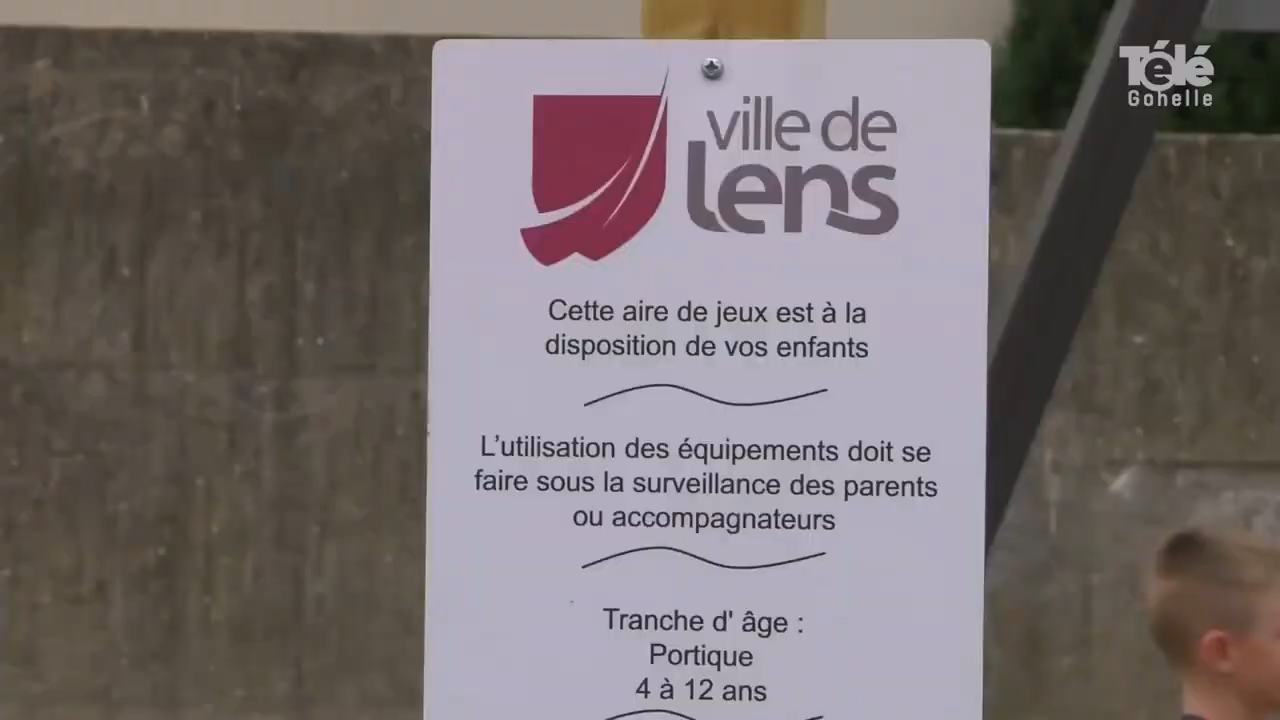 Télé
Gohelle
ville de
lens
Cette aire de jeux est à la
disposition de vos enfants
L'utilisation des équipements doit se
faire sous la surveillance des parents
ou accompagnateurs
Tranche d' âge :
Portique
4 à 12 ans